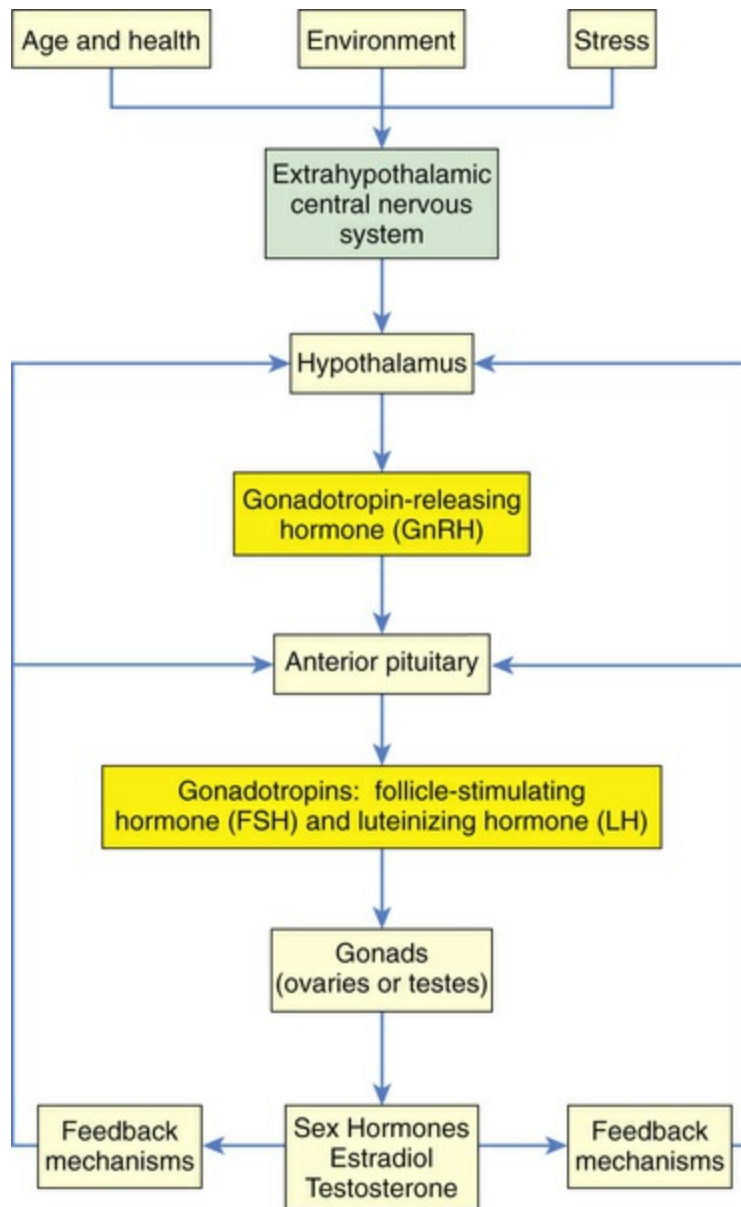 Age and health
Environment
Stress
Extrahypothalamic
central nervous
system
Hypothalamus
Gonadotropin-releasing
hormone (GnRH)
Anterior pituitary
Gonadotropins: follicle-stimulating
hormone (FSH) and luteinizing hormone (LH)
Gonads
(ovaries or testes)
Feedback
mechanisms
Sex Hormones
Estradiol
Testosterone
Feedback
mechanisms